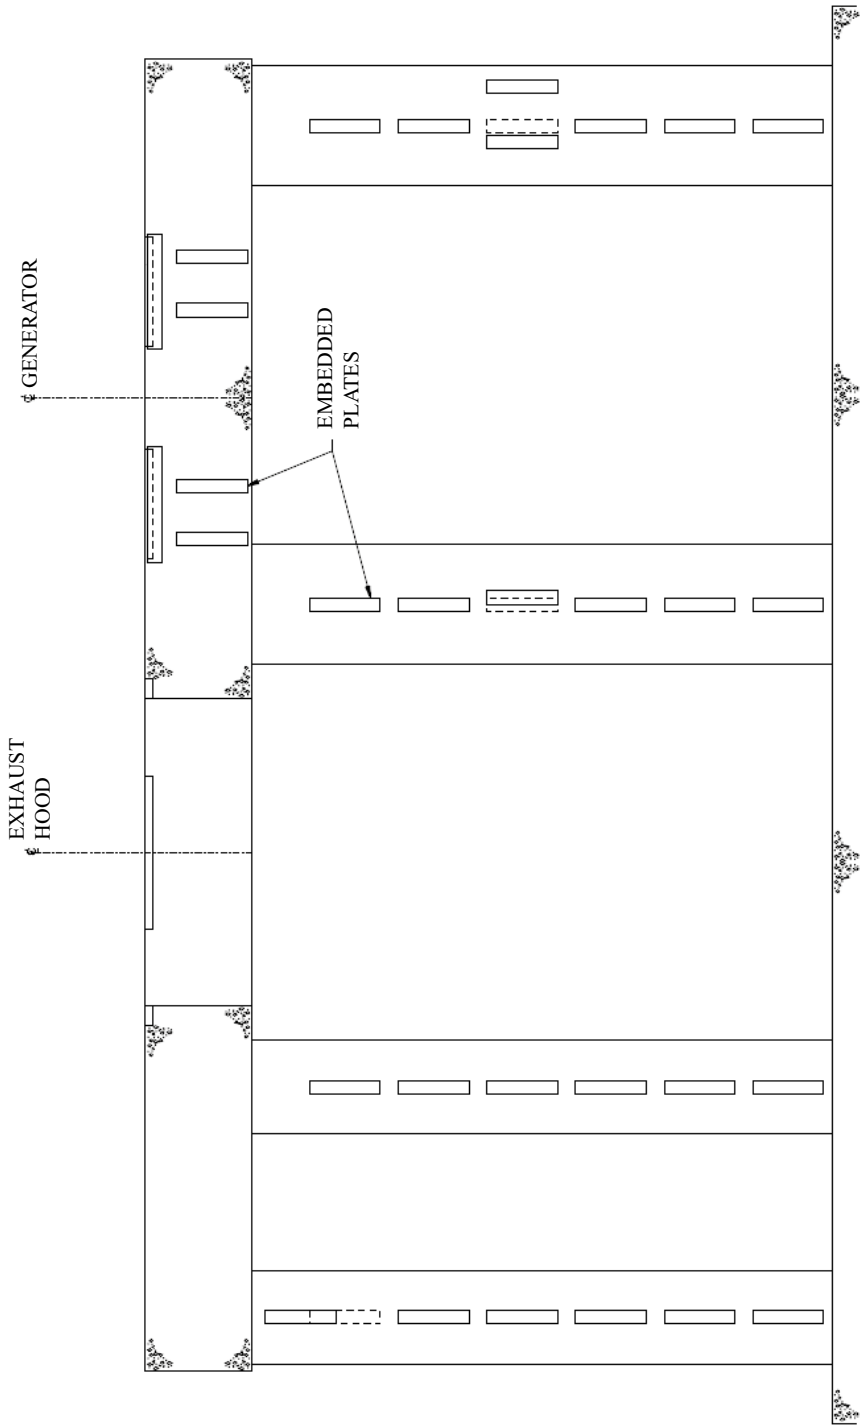 ℄ GENERATOR
EMBEDDED
PLATES
EXHAUST
HOOD
℄